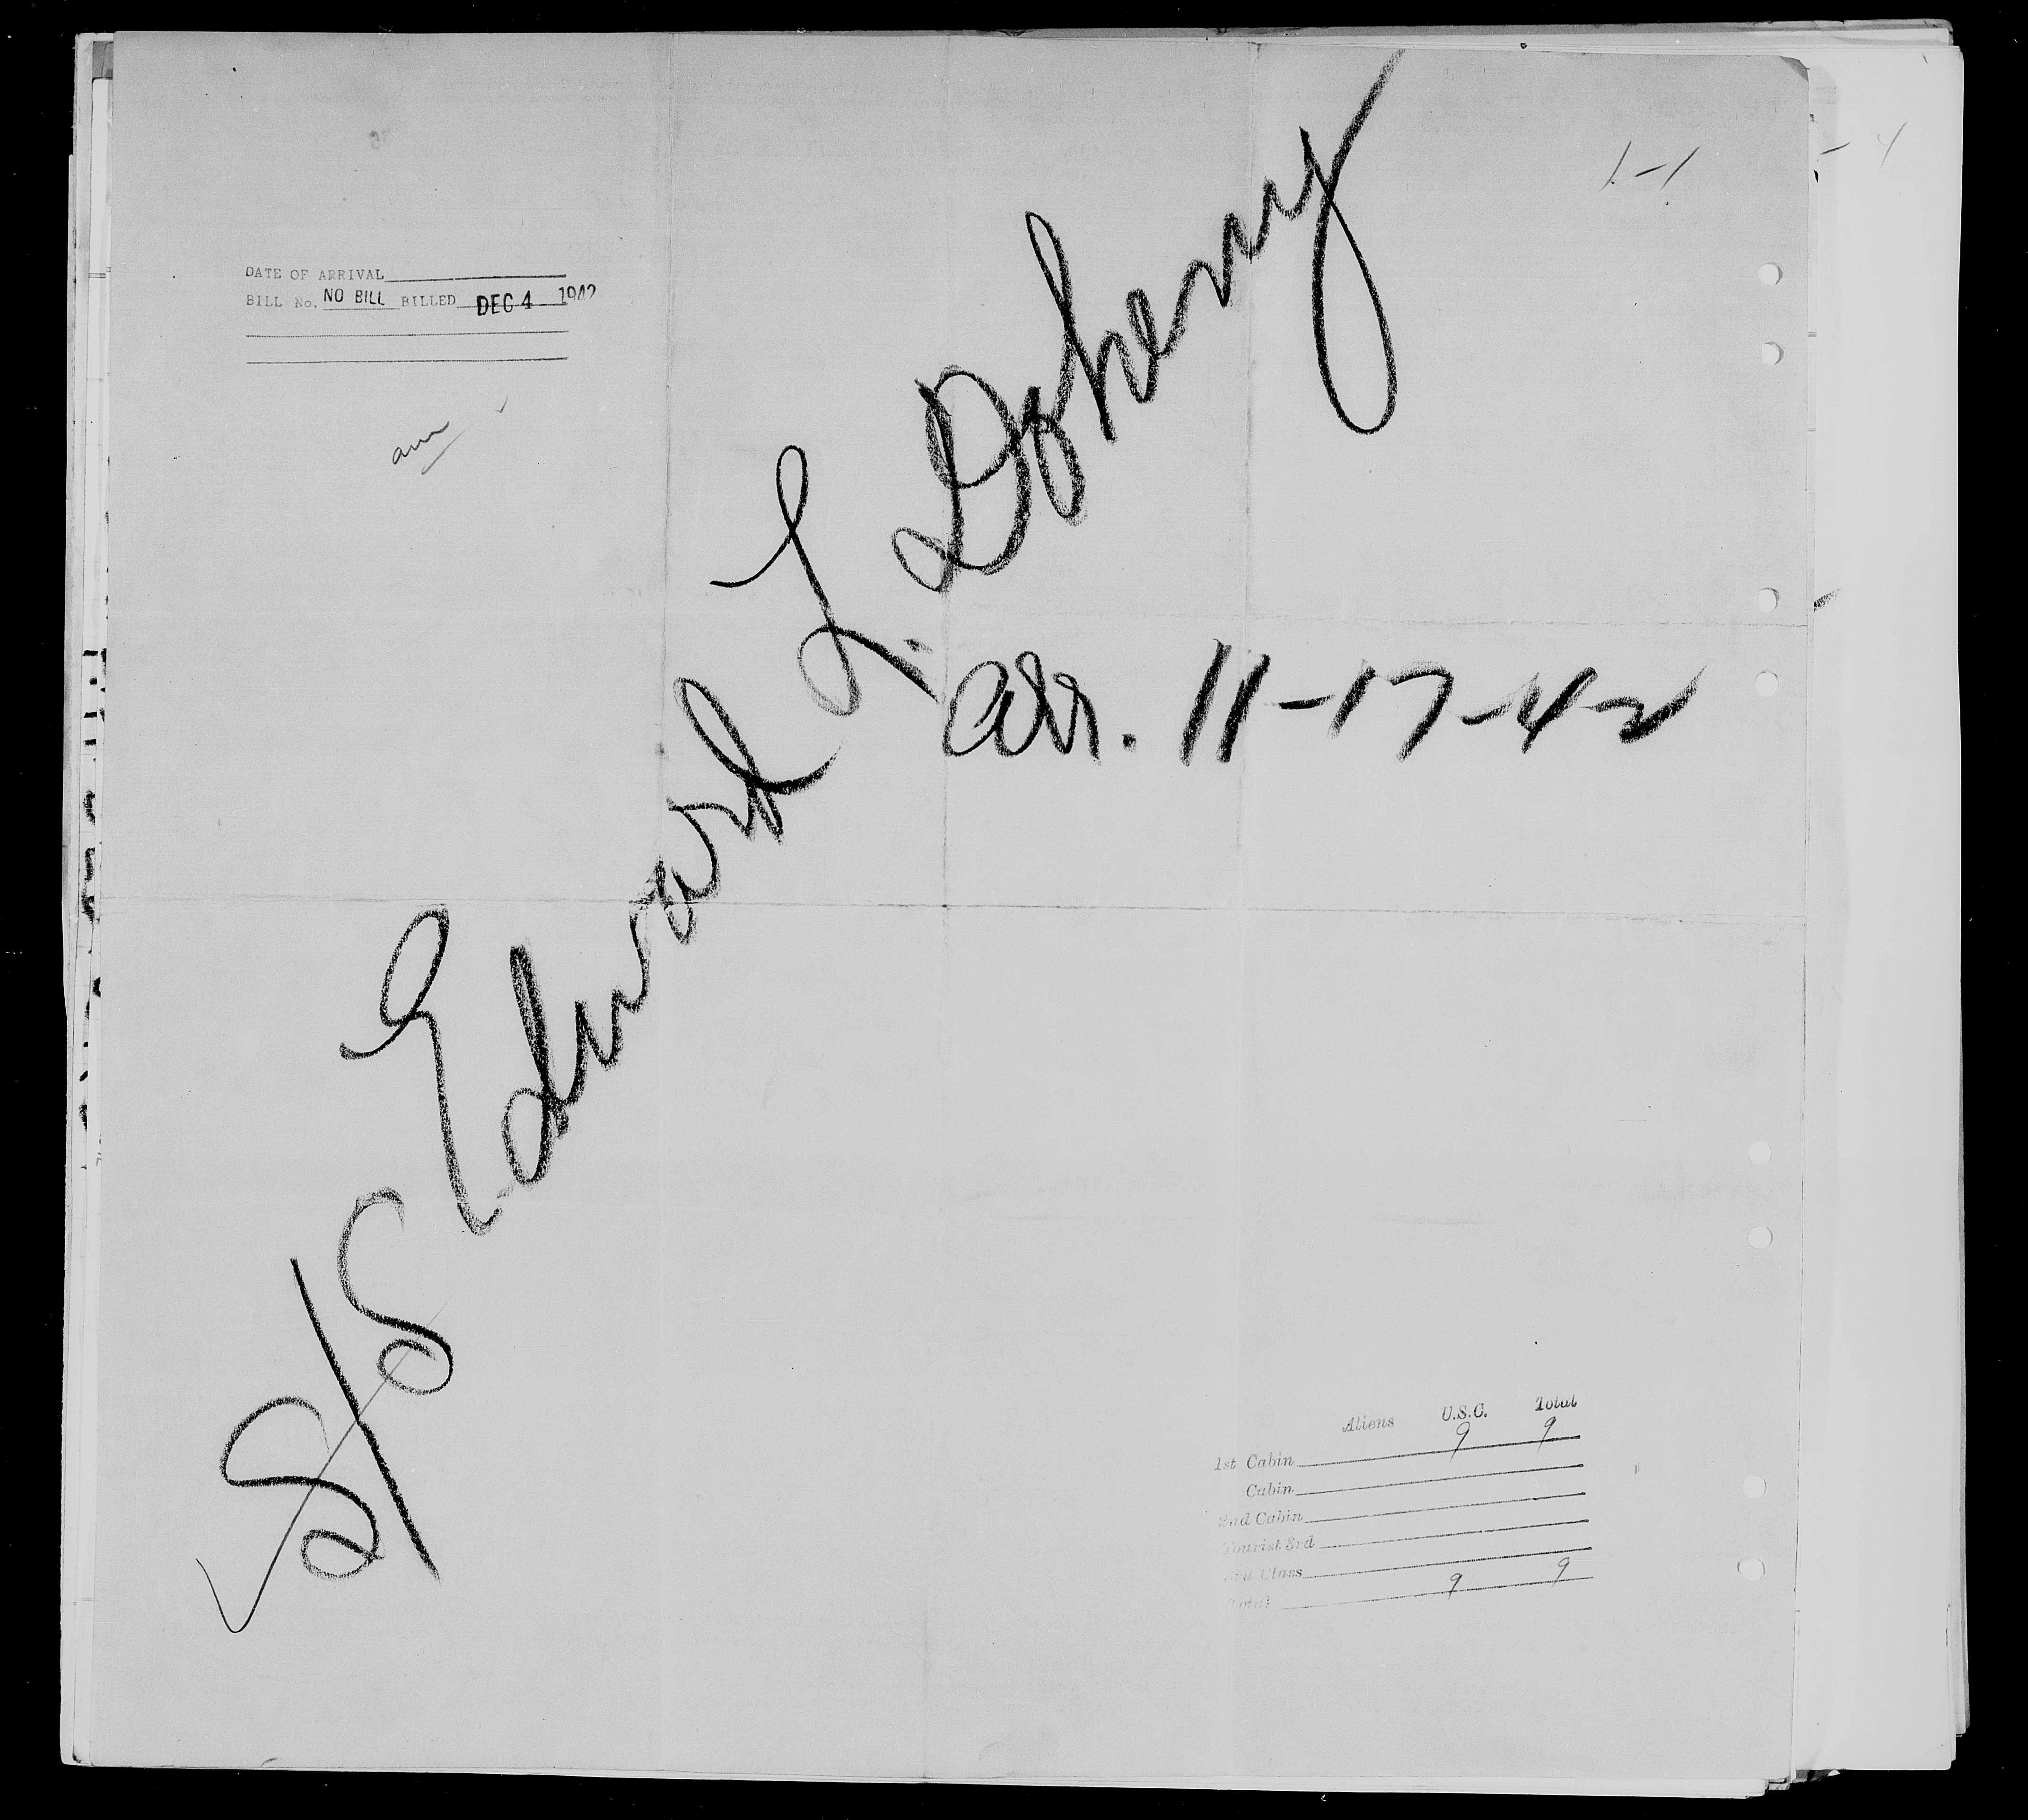 1-1
DATE OF ARRIVAL
BILL No. NO BILL BILLED DEC 4 1942
S/S Edward L. Doheny
arr. 11-17-42
Aliens U.S.C. Total
1st Cabin 9 9
Cabin
2nd Cabin
Tourist 3rd
3rd Class
Total 9 9